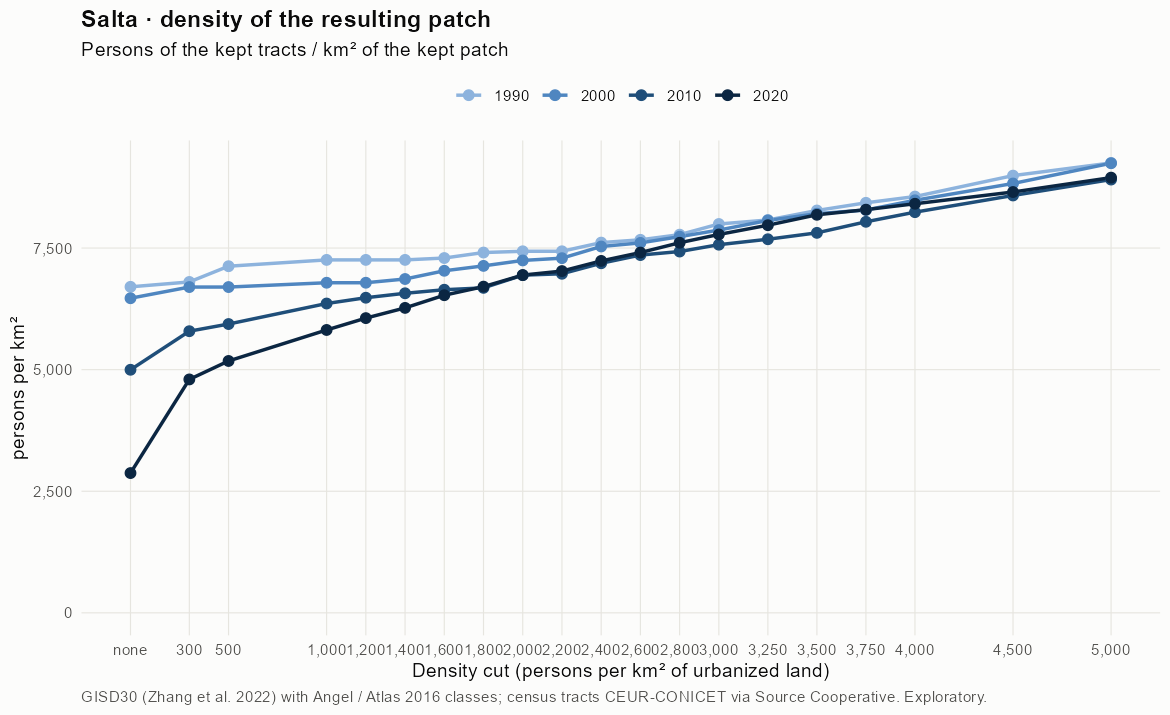 Salta · density of the resulting patch
Persons of the kept tracts / km² of the kept patch
1990 2000 2010 2020
persons per km²
7,500
5,000
2,500
0
none 300 500 1,000 1,200 1,400 1,600 1,800 2,000 2,200 2,400 2,600 2,800 3,000 3,250 3,500 3,750 4,000 4,500 5,000
Density cut (persons per km² of urbanized land)
GISD30 (Zhang et al. 2022) with Angel / Atlas 2016 classes; census tracts CEUR-CONICET via Source Cooperative. Exploratory.